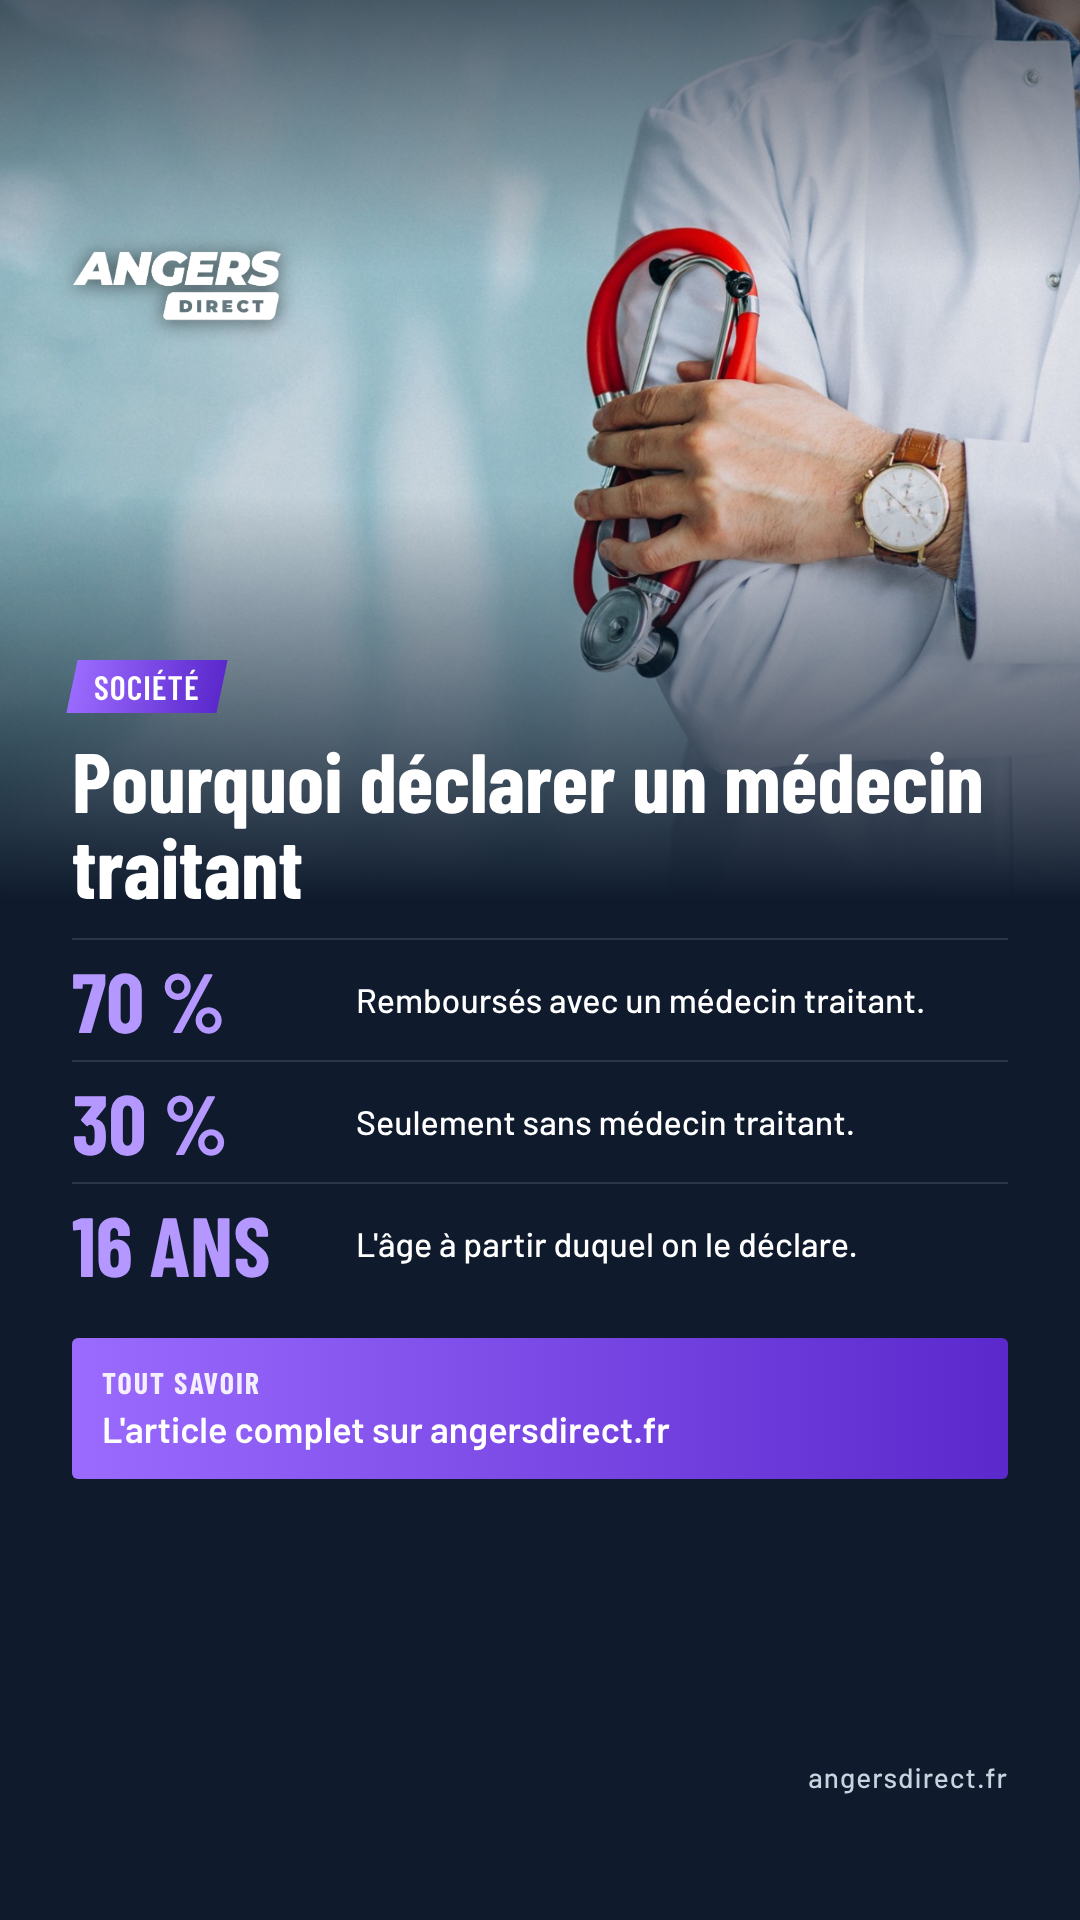 ANGERS
DIRECT
SOCIÉTÉ
Pourquoi déclarer un médecin
traitant
70 %
Remboursés avec un médecin traitant.
30 %
Seulement sans médecin traitant.
16 ANS
L'âge à partir duquel on le déclare.
TOUT SAVOIR
L'article complet sur angersdirect.fr
angersdirect.fr